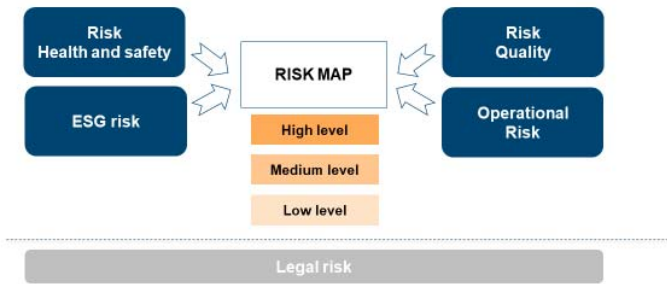 Risk
Health and safety
ESG risk
RISK MAP
High level
Medium level
Low level
Risk
Quality
Operational
Risk
Legal risk